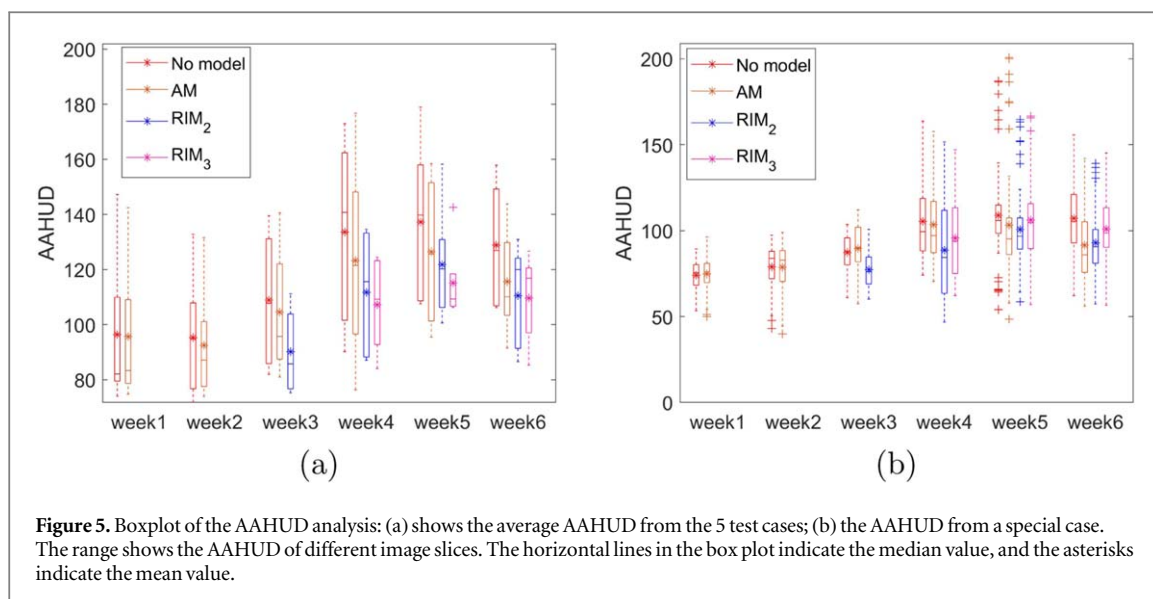 200
180
160
140
120
100
80
AAHUD
No model
AM
RIM2
RIM3
week1 week2 week3 week4 week5 week6
(a)
200
150
100
50
0
AAHUD
No model
AM
RIM2
RIM3
week1 week2 week3 week4 week5 week6
(b)
Figure 5. Boxplot of the AAHUD analysis: (a) shows the average AAHUD from the 5 test cases; (b) the AAHUD from a special case.
The range shows the AAHUD of different image slices. The horizontal lines in the box plot indicate the median value, and the asterisks
indicate the mean value.